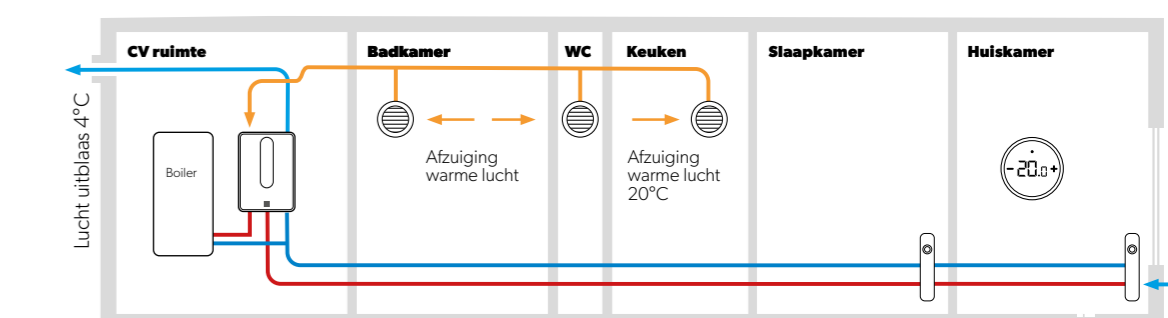 CV ruimte
Badkamer
WC
Keuken
Slaapkamer
Huiskamer
Lucht uitblaas 4°C
Boiler
Afzuiging
warme lucht
Afzuiging
warme lucht
20°C
-20.0+